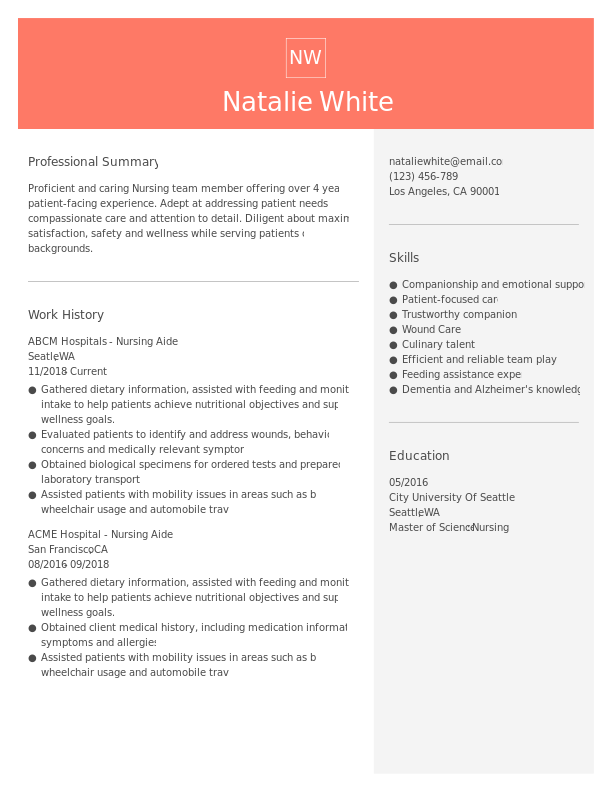 NW
Natalie White
Professional Summary
Proficient and caring Nursing team member offering over 4 yea
patient-facing experience. Adept at addressing patient needs
compassionate care and attention to detail. Diligent about maxim
satisfaction, safety and wellness while serving patients
backgrounds.
Work History
ABCM Hospitals - Nursing Aide
Seattle, WA
11/2018 - Current
● Gathered dietary information, assisted with feeding and monit
intake to help patients achieve nutritional objectives and sup
wellness goals.
● Evaluated patients to identify and address wounds, behavi
concerns and medically relevant symptor
● Obtained biological specimens for ordered tests and prepared
laboratory transport
● Assisted patients with mobility issues in areas such as b
wheelchair usage and automobile trav
ACME Hospital - Nursing Aide
San Francisco, CA
08/2016 - 09/2018
● Gathered dietary information, assisted with feeding and monit
intake to help patients achieve nutritional objectives and sup
wellness goals.
● Obtained client medical history, including medication informat
symptoms and allergies
● Assisted patients with mobility issues in areas such as b
wheelchair usage and automobile trav
nataliewhite@email.co
(123) 456-789
Los Angeles, CA 90001
Skills
● Companionship and emotional suppo
● Patient-focused car
● Trustworthy companion
● Wound Care
● Culinary talent
● Efficient and reliable team play
● Feeding assistance expe
● Dementia and Alzheimer's knowledg
Education
05/2016
City University Of Seattle
Seattle, WA
Master of Science: Nursing